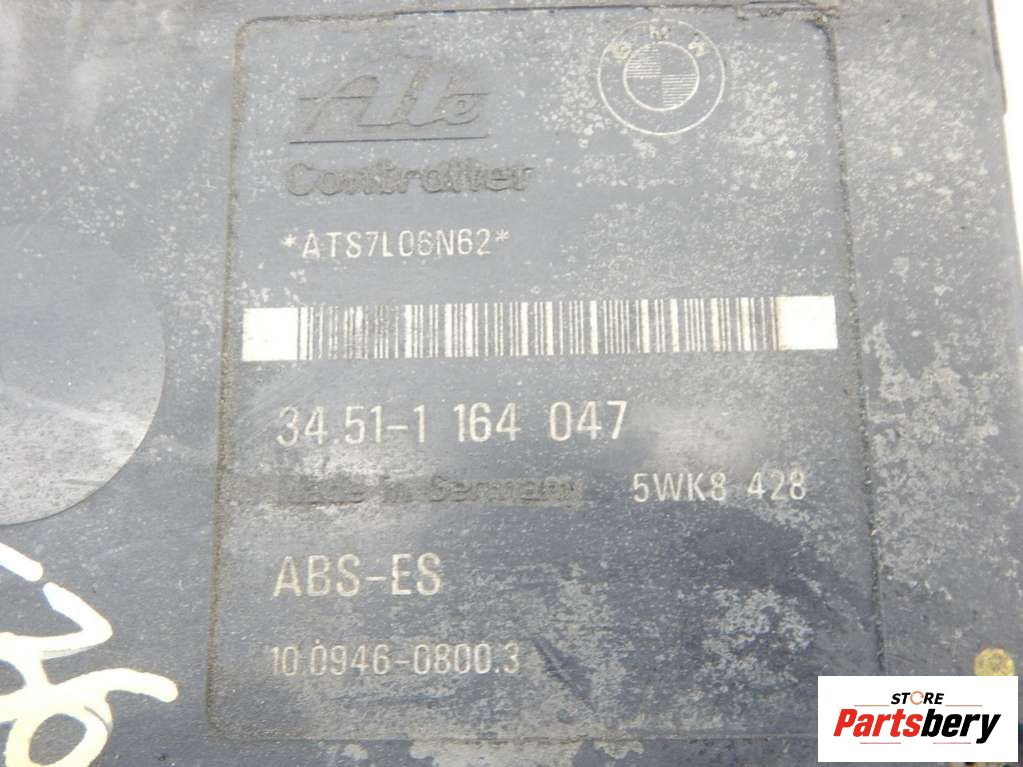 BMW
Ate
Controller
*ATS7L06N62*
34.51-1 164 047
Made in Germany 5WK8 428
ABS-ES
10.0946-0800.3
STORE
Partsbery